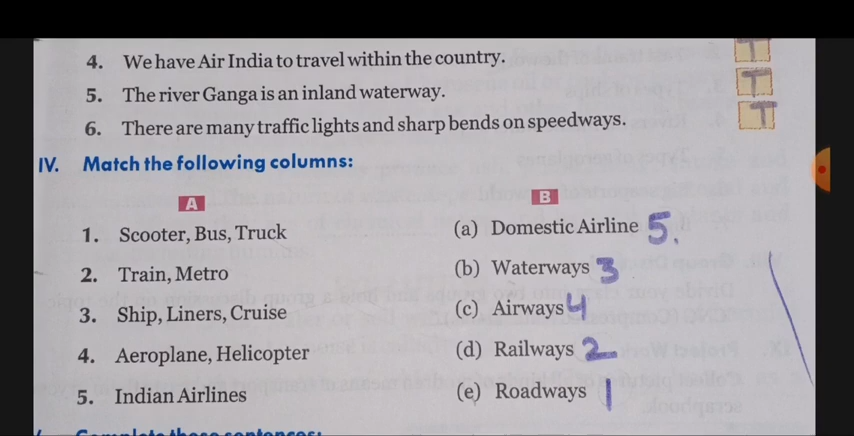 4. We have Air India to travel within the country. T
5. The river Ganga is an inland waterway. T
6. There are many traffic lights and sharp bends on speedways. T
IV. Match the following columns:
A B
1. Scooter, Bus, Truck (a) Domestic Airline 5.
2. Train, Metro (b) Waterways 3
3. Ship, Liners, Cruise (c) Airways 4
4. Aeroplane, Helicopter (d) Railways 2
5. Indian Airlines (e) Roadways 1
Complete these sentences: